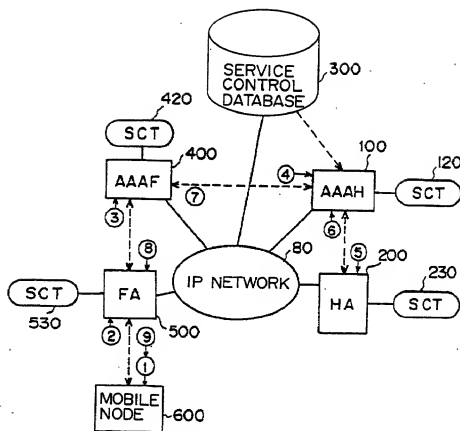 420
SCT
400
AAAF
③
⑦
SERVICE
CONTROL
DATABASE
300
④
100
AAAH
⑥
120
SCT
80
IP NETWORK
⑤
200
HA
230
SCT
⑧
SCT
530
FA
500
②
⑨
①
MOBILE
NODE
600